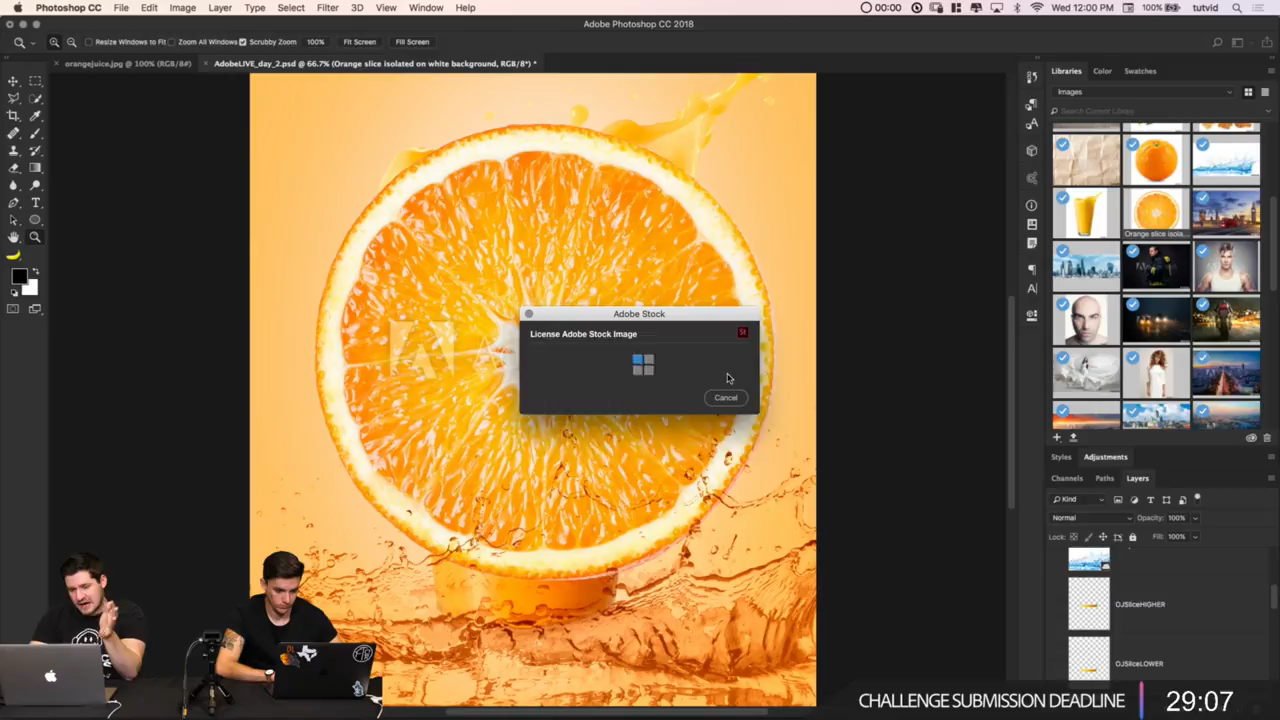 Photoshop CC File Edit Image Layer Type Select Filter 3D View Window Help 00:00 100% Wed 12:00 PM tutvid
Adobe Photoshop CC 2018
Resize Windows to Fit Zoom All Windows Scrubby Zoom 100% Fit Screen Fill Screen
orangejuice.jpg @ 100% (RGB/8#) AdobeLIVE_day_2.psd @ 66.7% (Orange slice isolated on white background, RGB/8*) *
Libraries Color Swatches
Images
Search Current Library
Orange slice isola...
Adobe Stock
License Adobe Stock Image
St
Cancel
Styles Adjustments
Channels Paths Layers
Kind
Normal Opacity: 100%
Lock: Fill: 100%
OJSliceHIGHER
OJSliceLOWER
CHALLENGE SUBMISSION DEADLINE 29:07